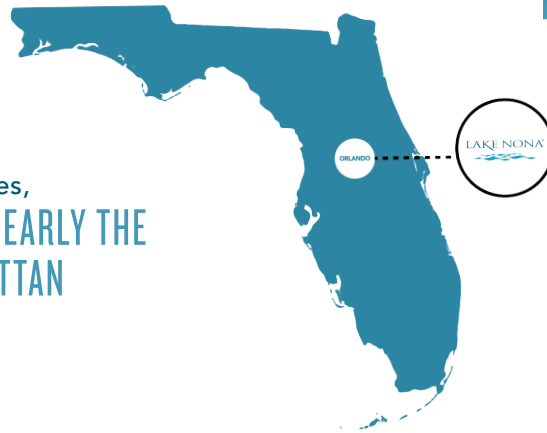 es,
EARLY THE
TTAN
ORLANDO
LAKE NONA®